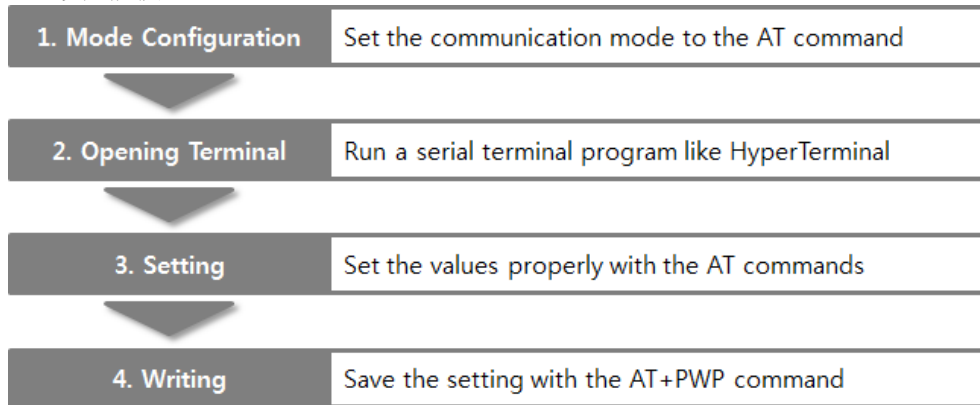 1. Mode Configuration Set the communication mode to the AT command
2. Opening Terminal Run a serial terminal program like HyperTerminal
3. Setting Set the values properly with the AT commands
4. Writing Save the setting with the AT+PWP command